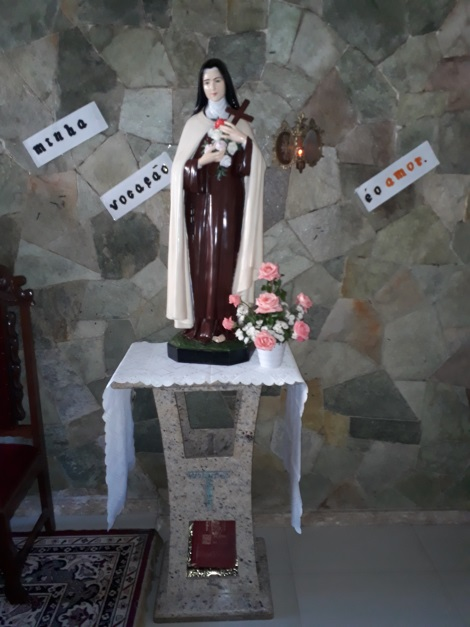 minha
vocação
é o amor.